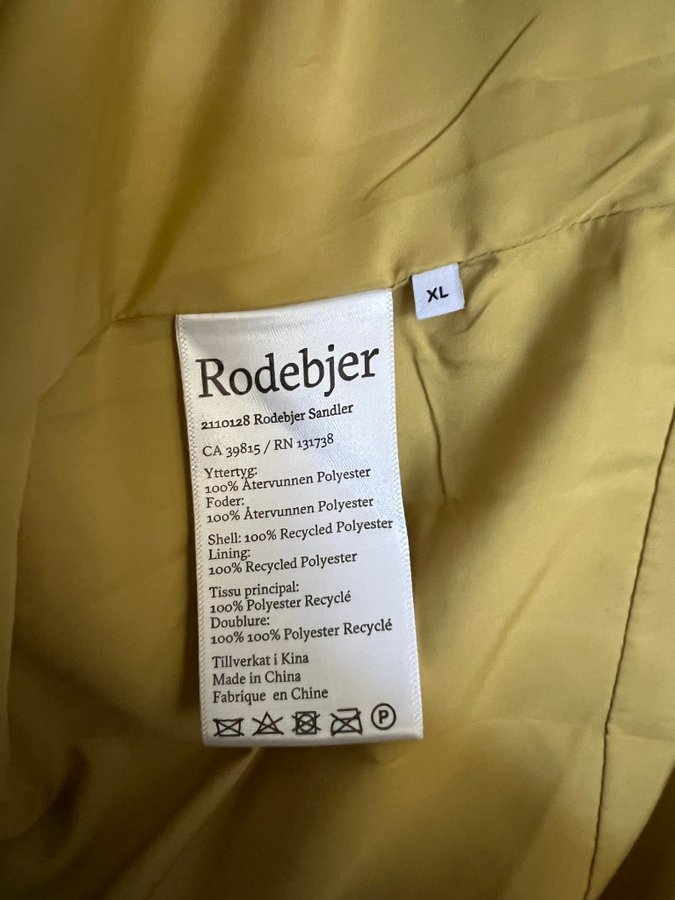 XL
Rodebjer
2110128 Rodebjer Sandler
CA 39815 / RN 131738
Yttertyg:
100% Återvunnen Polyester
Foder:
100% Återvunnen Polyester
Shell: 100% Recycled Polyester
Lining:
100% Recycled Polyester
Tissu principal:
100% Polyester Recyclé
Doublure:
100% 100% Polyester Recyclé
Tillverkat i Kina
Made in China
Fabrique en Chine
P